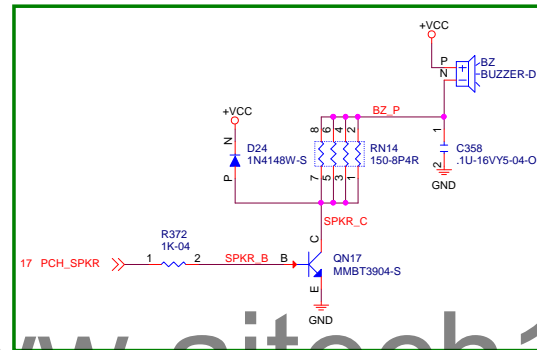 +VCC
P
N
BZ
BUZZER-D
BZ_P
+VCC
N
P
D24
1N4148W-S
8
6
4
2
7
5
3
1
RN14
150-8P4R
1
2
C358
.1U-16VY5-04-O
GND
SPKR_C
R372
1K-04
17 PCH_SPKR
1
2
SPKR_B
B
C
E
QN17
MMBT3904-S
GND